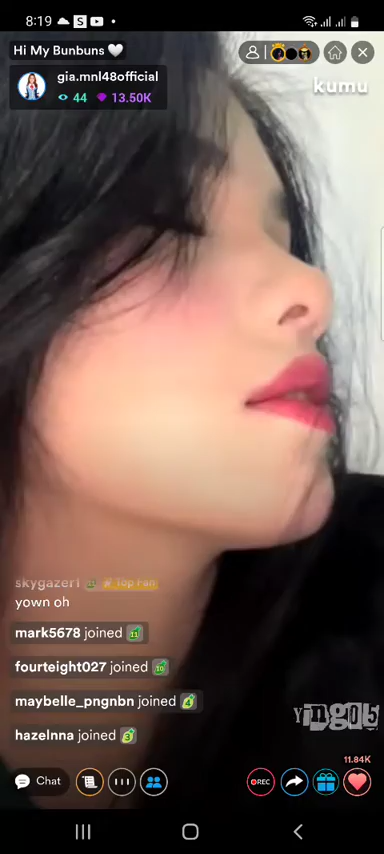 8:19
Hi My Bunbuns 🤍
gia.mnl48official
44 13.50K
kumu
skygazer1 Top Fan
yown oh
mark5678 joined 11
fourteight027 joined 10
maybelle_pngnbn joined 4
hazelnna joined 3
Ying05
11.84K
Chat
REC